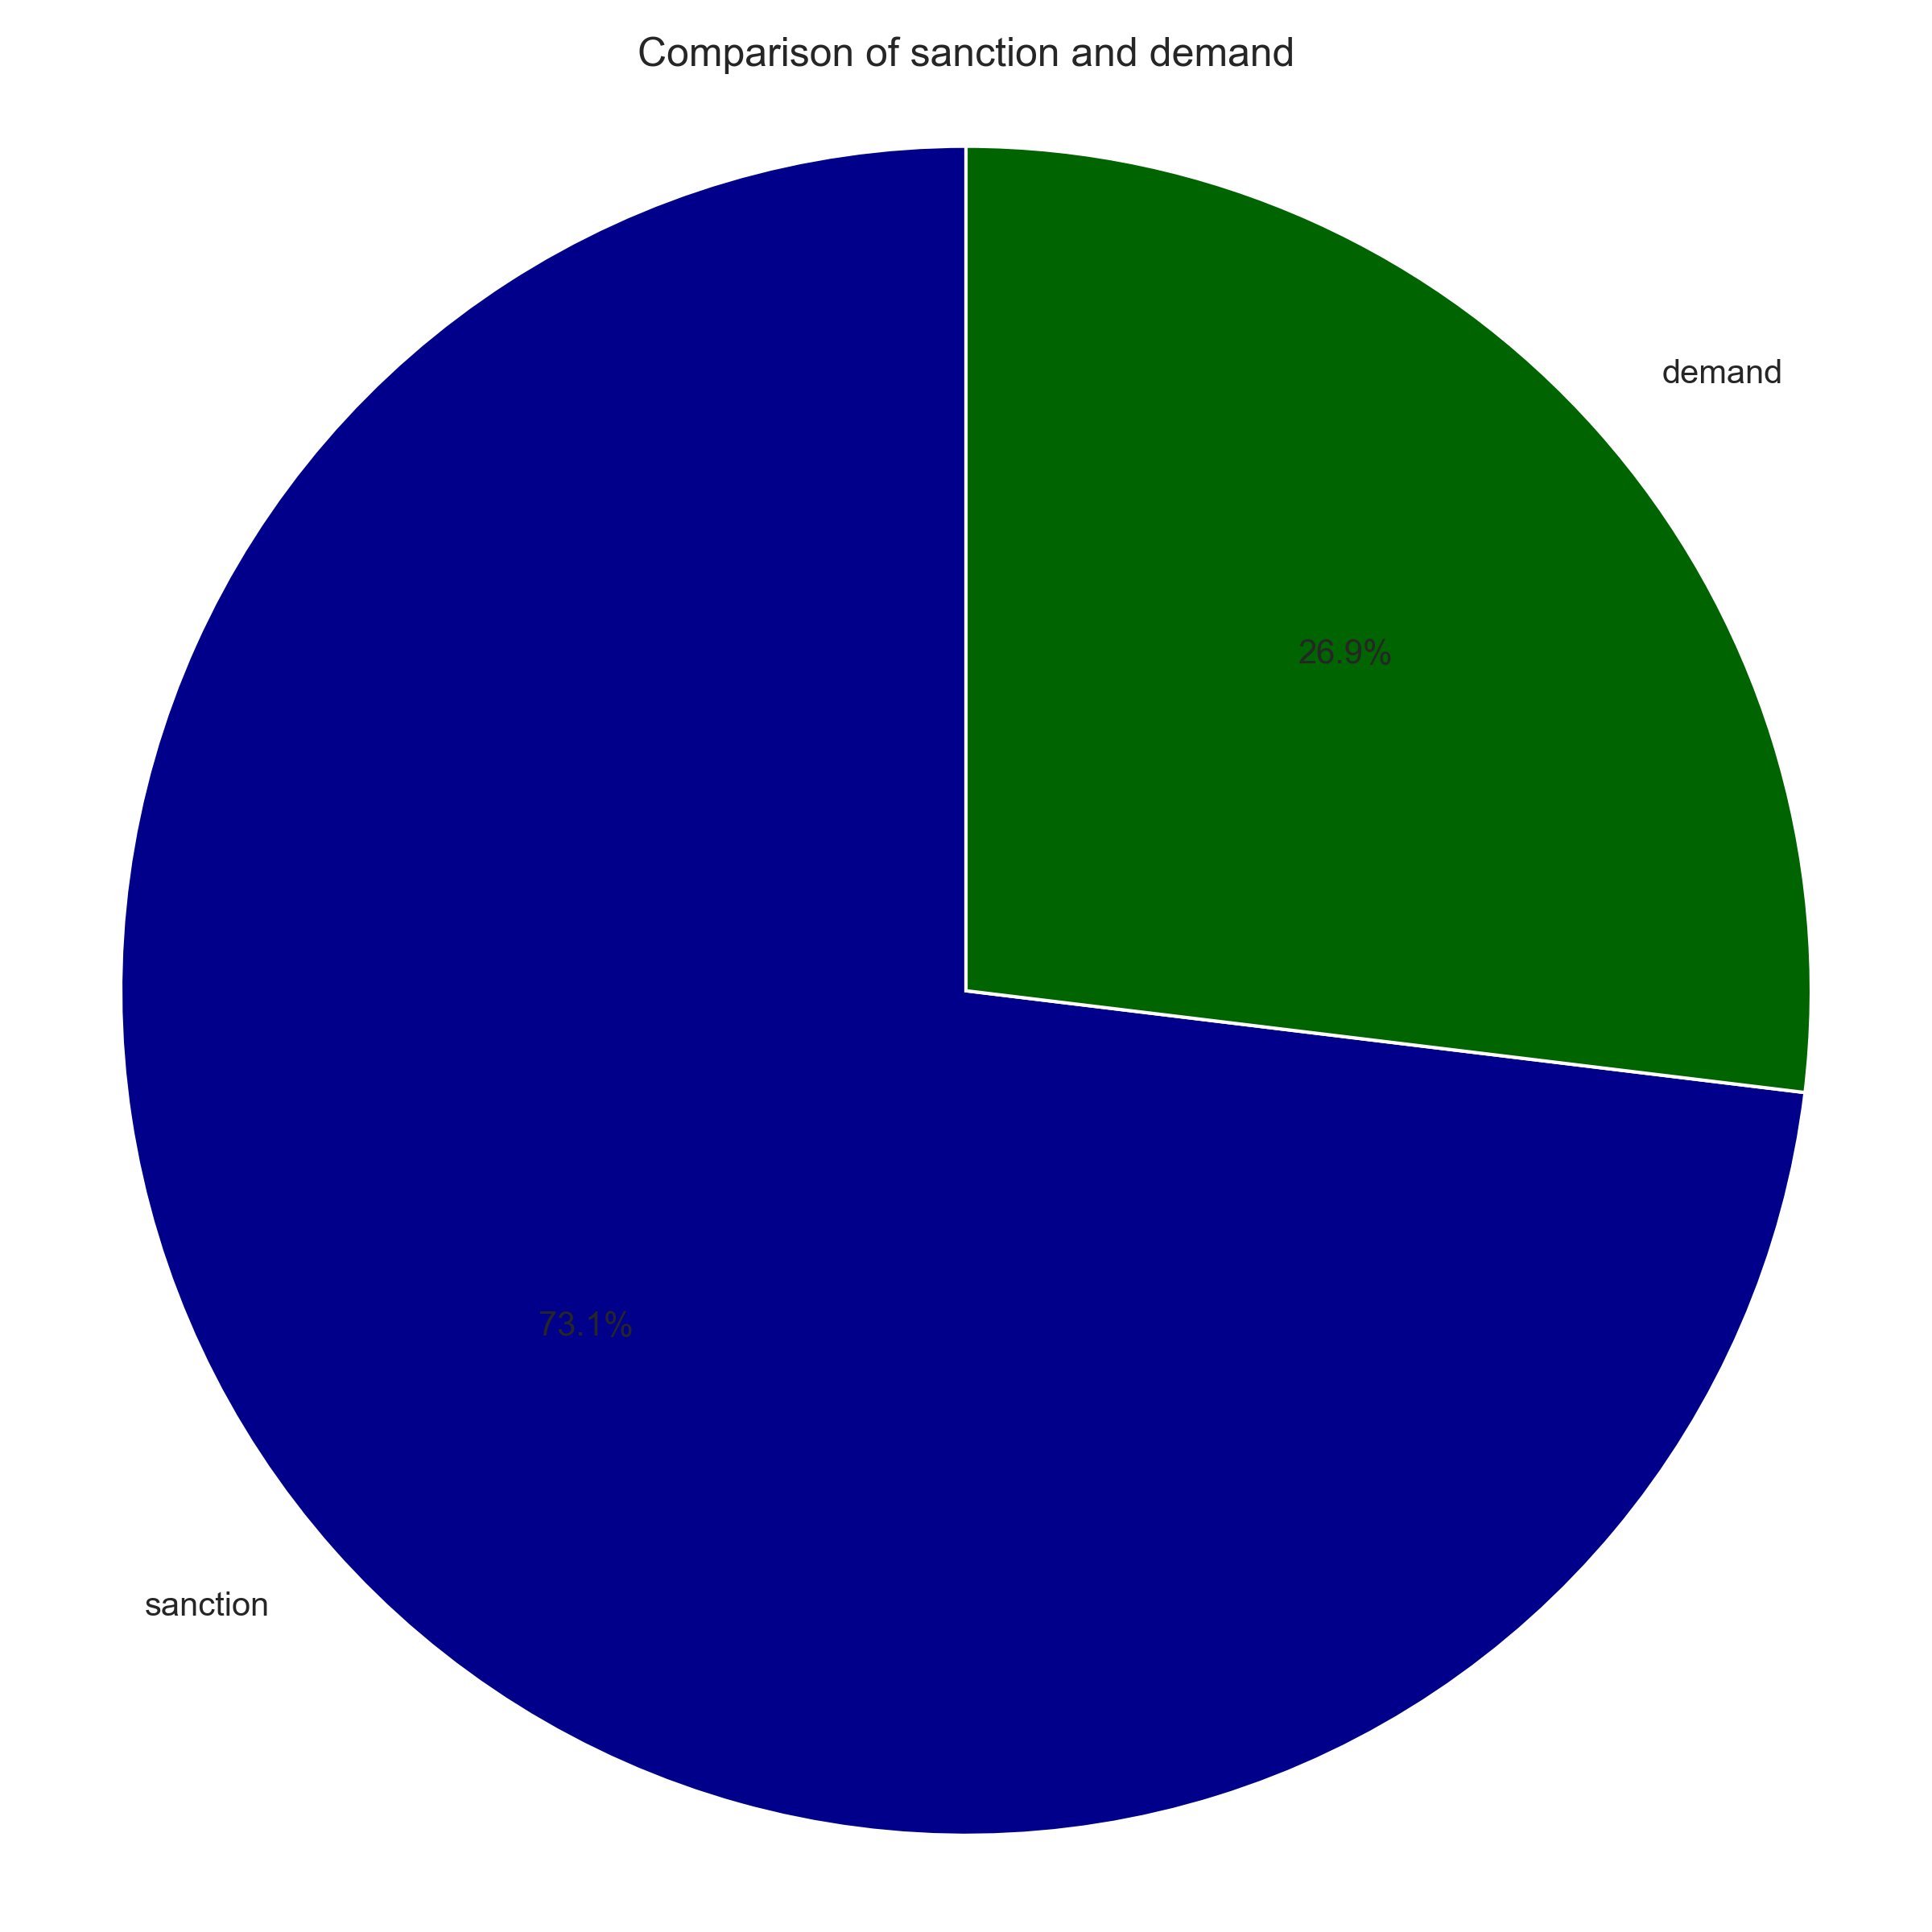 Comparison of sanction and demand
demand
26.9%
73.1%
sanction